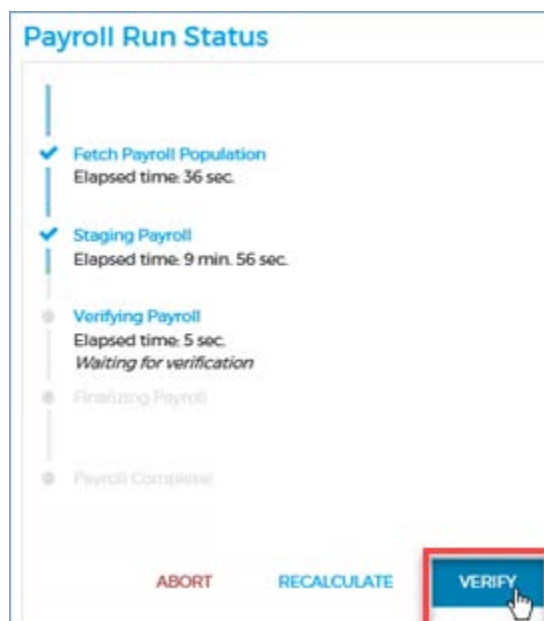 Payroll Run Status
Fetch Payroll Population
Elapsed time: 36 sec.
Staging Payroll
Elapsed time: 9 min. 56 sec.
Verifying Payroll
Elapsed time: 5 sec.
Waiting for verification
Finalizing Payroll
Payroll Complete
ABORT RECALCULATE VERIFY